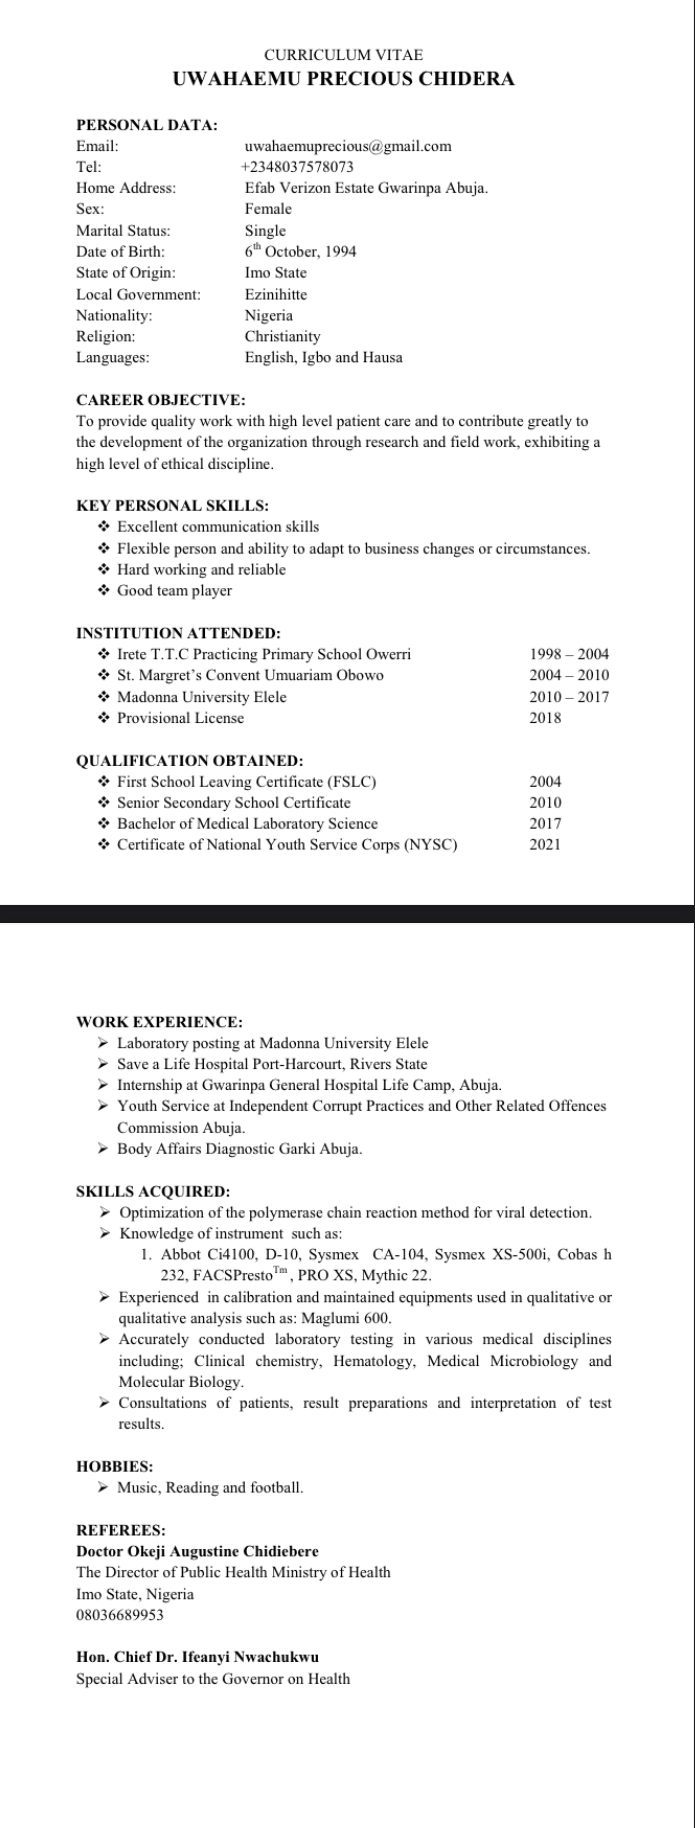 CURRICULUM VITAE
UWAHAEMU PRECIOUS CHIDERA
PERSONAL DATA:
Email: uwahaemuprecious@gmail.com
Tel: +2348037578073
Home Address: Efab Verizon Estate Gwarinpa Abuja.
Sex: Female
Marital Status: Single
Date of Birth: 6th October, 1994
State of Origin: Imo State
Local Government: Ezinihitte
Nationality: Nigeria
Religion: Christianity
Languages: English, Igbo and Hausa
CAREER OBJECTIVE:
To provide quality work with high level patient care and to contribute greatly to
the development of the organization through research and field work, exhibiting a
high level of ethical discipline.
KEY PERSONAL SKILLS:
❖ Excellent communication skills
❖ Flexible person and ability to adapt to business changes or circumstances.
❖ Hard working and reliable
❖ Good team player
INSTITUTION ATTENDED:
❖ Irete T.T.C Practicing Primary School Owerri 1998 – 2004
❖ St. Margret's Convent Umuariam Obowo 2004 – 2010
❖ Madonna University Elele 2010 – 2017
❖ Provisional License 2018
QUALIFICATION OBTAINED:
❖ First School Leaving Certificate (FSLC) 2004
❖ Senior Secondary School Certificate 2010
❖ Bachelor of Medical Laboratory Science 2017
❖ Certificate of National Youth Service Corps (NYSC) 2021
WORK EXPERIENCE:
➢ Laboratory posting at Madonna University Elele
➢ Save a Life Hospital Port-Harcourt, Rivers State
➢ Internship at Gwarinpa General Hospital Life Camp, Abuja.
➢ Youth Service at Independent Corrupt Practices and Other Related Offences
Commission Abuja.
➢ Body Affairs Diagnostic Garki Abuja.
SKILLS ACQUIRED:
➢ Optimization of the polymerase chain reaction method for viral detection.
➢ Knowledge of instrument such as:
1. Abbot Ci4100, D-10, Sysmex CA-104, Sysmex XS-500i, Cobas h
232, FACSPrestoTm, PRO XS, Mythic 22.
➢ Experienced in calibration and maintained equipments used in qualitative or
qualitative analysis such as: Maglumi 600.
➢ Accurately conducted laboratory testing in various medical disciplines
including; Clinical chemistry, Hematology, Medical Microbiology and
Molecular Biology.
➢ Consultations of patients, result preparations and interpretation of test
results.
HOBBIES:
➢ Music, Reading and football.
REFEREES:
Doctor Okeji Augustine Chidiebere
The Director of Public Health Ministry of Health
Imo State, Nigeria
08036689953
Hon. Chief Dr. Ifeanyi Nwachukwu
Special Adviser to the Governor on Health